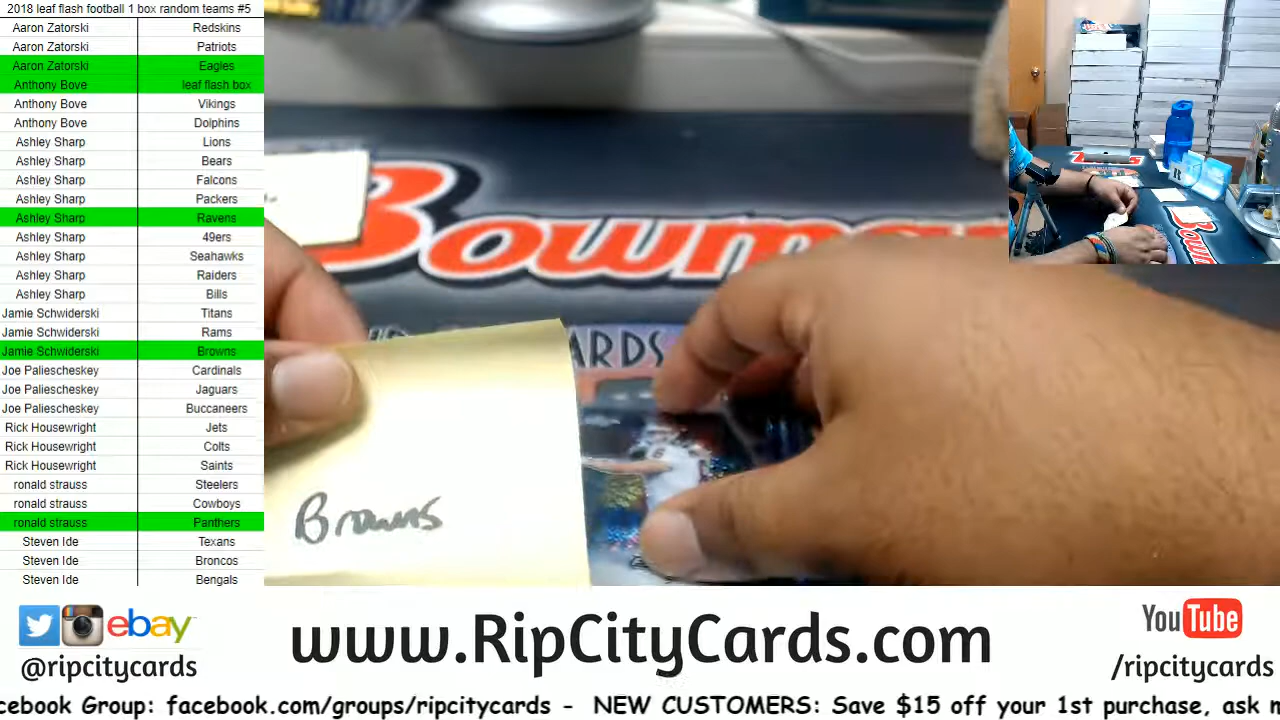 2018 leaf flash football 1 box random teams #5
Aaron Zatorski Redskins
Aaron Zatorski Patriots
Aaron Zatorski Eagles
Anthony Bove leaf flash box
Anthony Bove Vikings
Anthony Bove Dolphins
Ashley Sharp Lions
Ashley Sharp Bears
Ashley Sharp Falcons
Ashley Sharp Packers
Ashley Sharp Ravens
Ashley Sharp 49ers
Ashley Sharp Seahawks
Ashley Sharp Raiders
Ashley Sharp Bills
Jamie Schwiderski Titans
Jamie Schwiderski Rams
Jamie Schwiderski Browns
Joe Paliescheskey Cardinals
Joe Paliescheskey Jaguars
Joe Paliescheskey Buccaneers
Rick Housewright Jets
Rick Housewright Colts
Rick Housewright Saints
ronald strauss Steelers
ronald strauss Cowboys
ronald strauss Panthers
Steven Ide Texans
Steven Ide Broncos
Steven Ide Bengals
Bowman
ARDS
Browns
ebay
@ripcitycards
www.RipCityCards.com
YouTube
/ripcitycards
cebook Group: facebook.com/groups/ripcitycards - NEW CUSTOMERS: Save $15 off your 1st purchase, ask